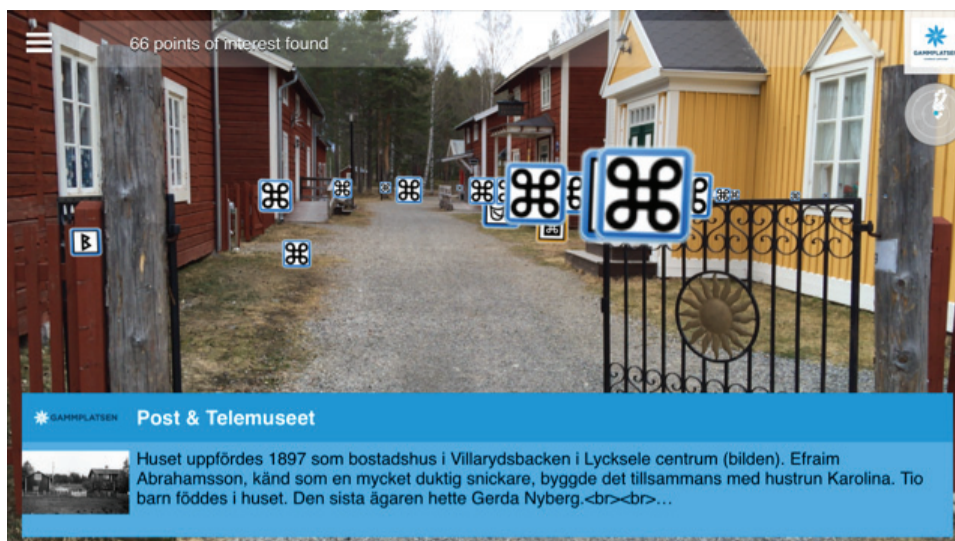 66 points of interest found
GAMMPLATSEN
GAMMPLATSEN
Post & Telemuseet
Huset uppfördes 1897 som bostadshus i Villarydsbacken i Lycksele centrum (bilden). Efraim
Abrahamsson, känd som en mycket duktig snickare, byggde det tillsammans med hustrun Karolina. Tio
barn föddes i huset. Den sista ägaren hette Gerda Nyberg.<br><br>…